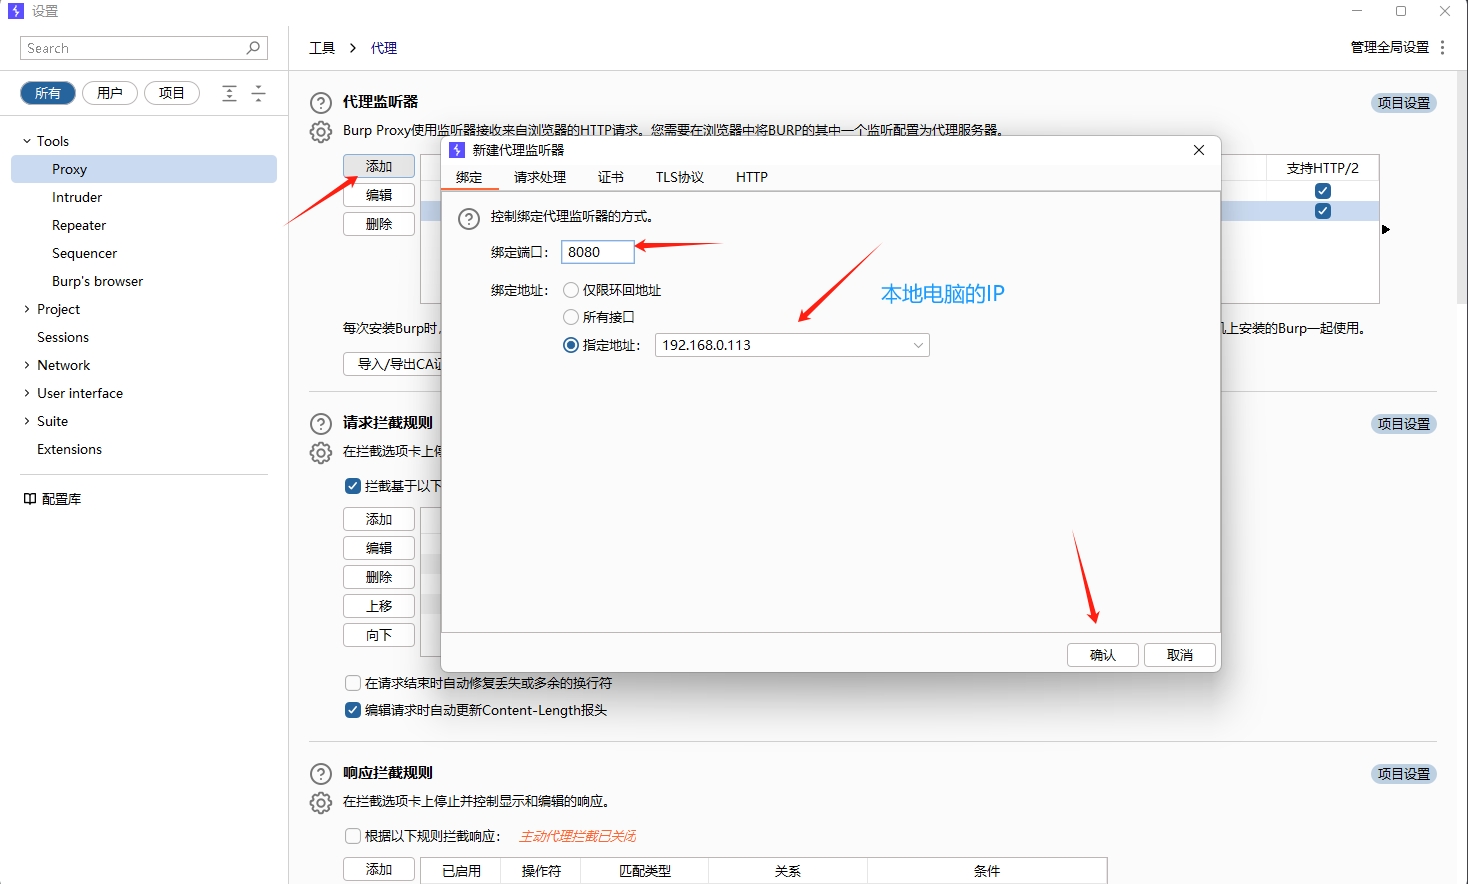 设置
Search
工具 > 代理
管理全局设置
所有 用户 项目
Tools
Proxy
Intruder
Repeater
Sequencer
Burp's browser
Project
Sessions
Network
User interface
Suite
Extensions
配置库
代理监听器
项目设置
Burp Proxy使用监听器接收来自浏览器的HTTP请求。您需要在浏览器中将BURP的其中一个监听配置为代理服务器。
添加
编辑
删除
支持HTTP/2
每次安装Burp时,
上安装的Burp一起使用。
导入/导出CA证
新建代理监听器
绑定 请求处理 证书 TLS协议 HTTP
控制绑定代理监听器的方式。
绑定端口: 8080
绑定地址: 仅限环回地址
所有接口
指定地址: 192.168.0.113
本地电脑的IP
确认 取消
请求拦截规则
项目设置
在拦截选项卡上停
拦截基于以下
添加
编辑
删除
上移
向下
在请求结束时自动修复丢失或多余的换行符
编辑请求时自动更新Content-Length报头
响应拦截规则
项目设置
在拦截选项卡上停止并控制显示和编辑的响应。
根据以下规则拦截响应: 主动代理拦截已关闭
添加
已启用 操作符 匹配类型 关系 条件